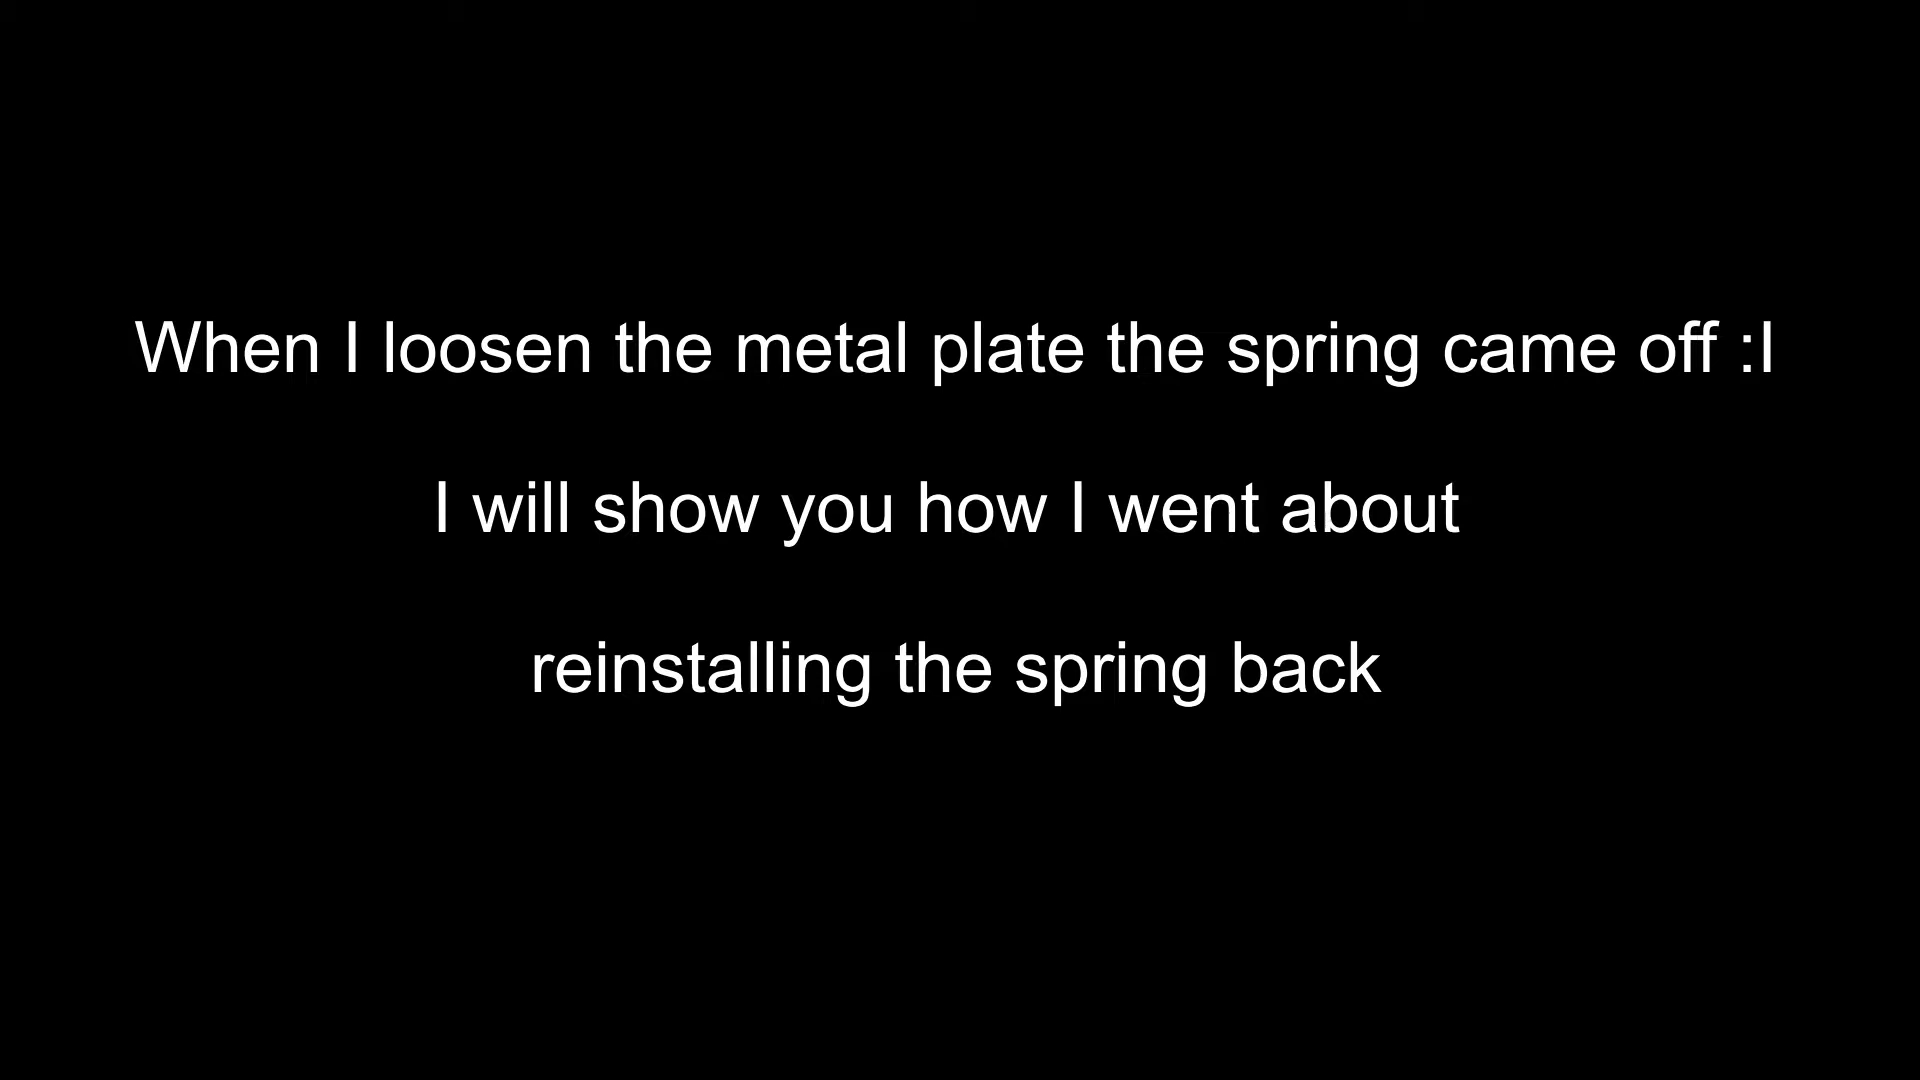 When I loosen the metal plate the spring came off :I
I will show you how I went about
reinstalling the spring back